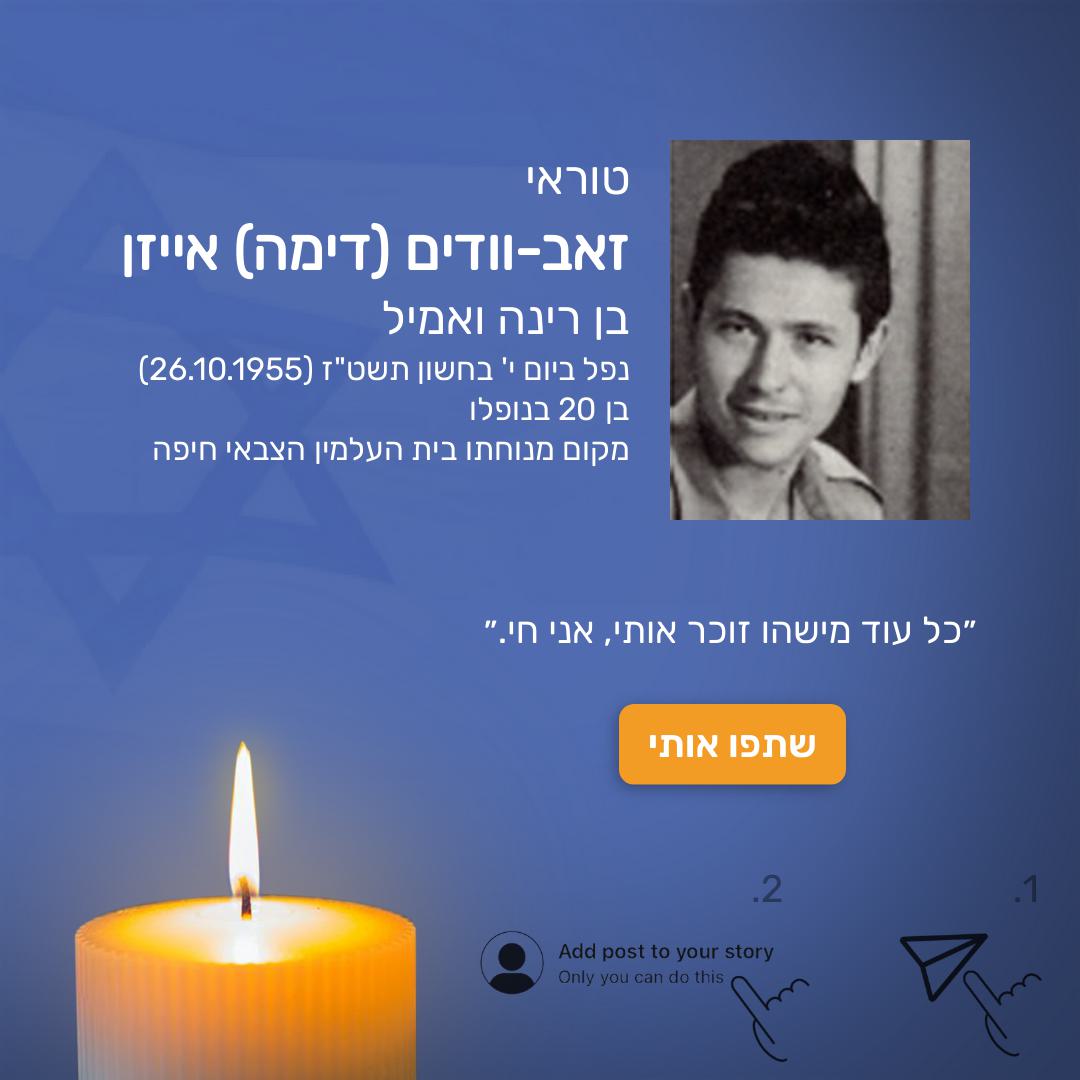 טוראי
זאב-וודים (דימה) אייזן
בן רינה ואמיל
נפל ביום י' בחשון תשט"ז (26.10.1955)
בן 20 בנופלו
מקום מנוחתו בית העלמין הצבאי חיפה
״כל עוד מישהו זוכר אותי, אני חי.״
שתפו אותי
1.
2.
Add post to your story
Only you can do this